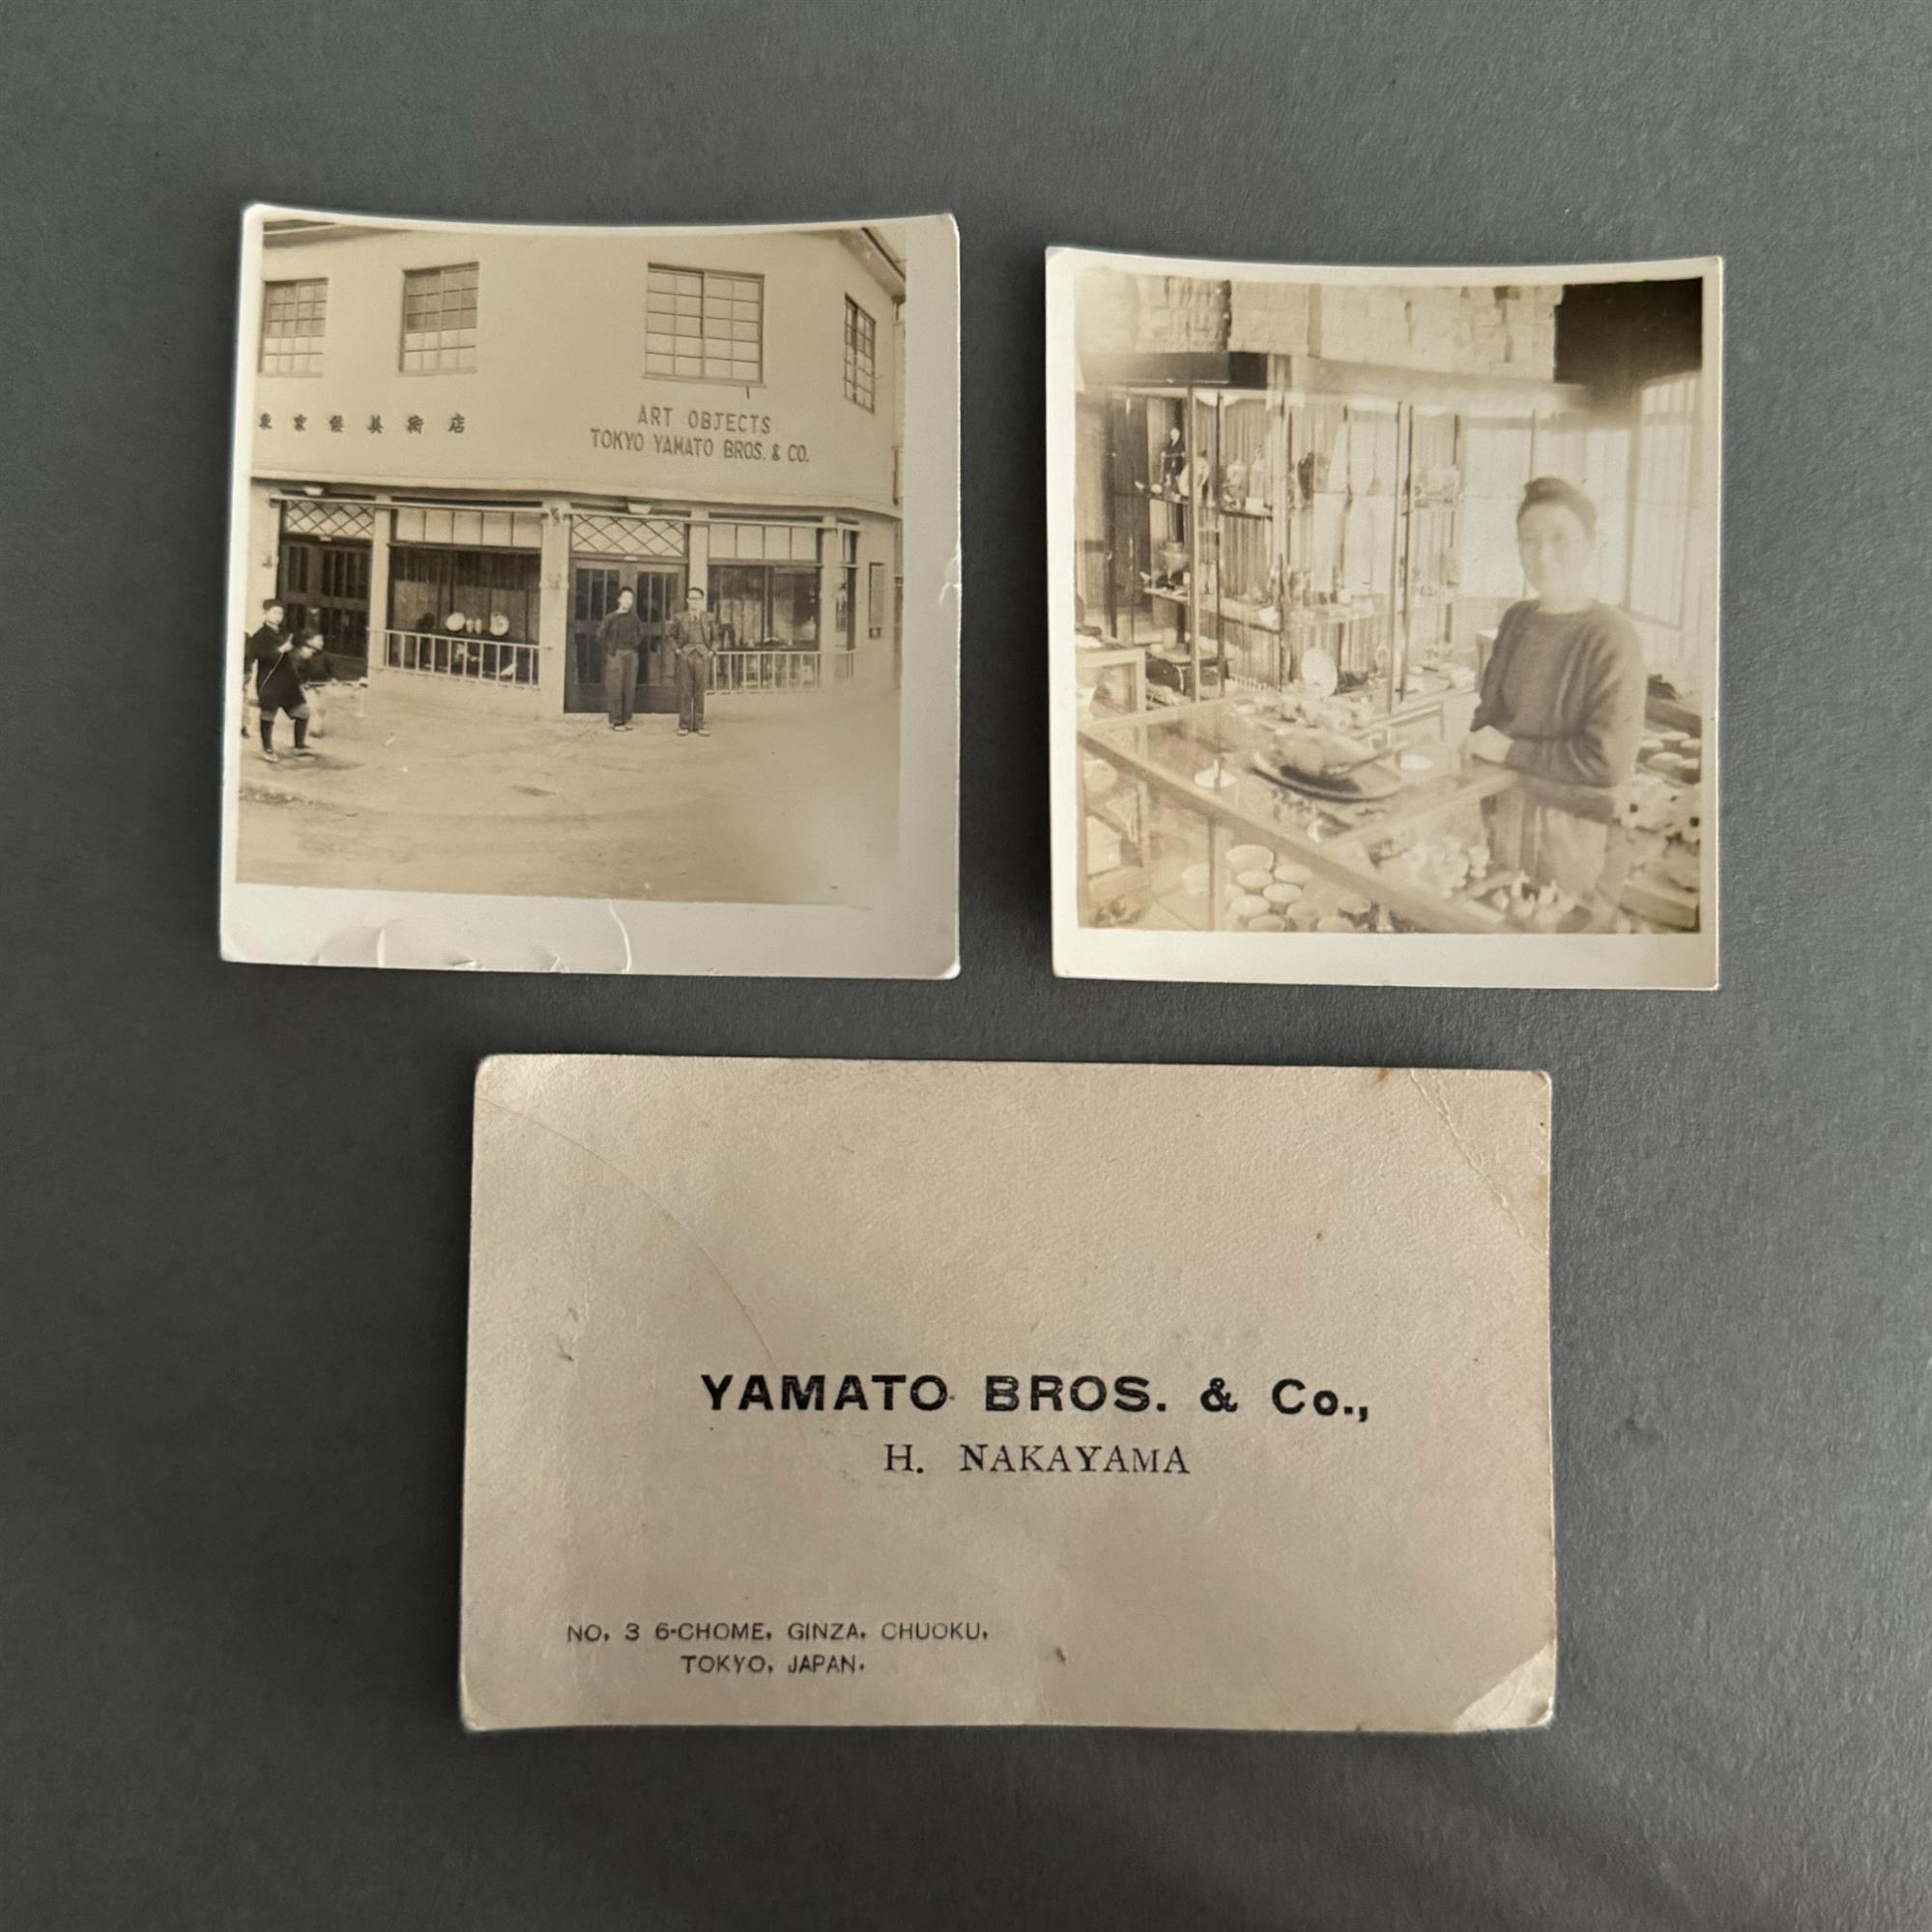 東京 美術店
ART OBJECTS
TOKYO YAMATO BROS. & CO.
YAMATO BROS. & Co.,
H. NAKAYAMA
NO. 3 6-CHOME. GINZA. CHUOKU.
TOKYO, JAPAN.